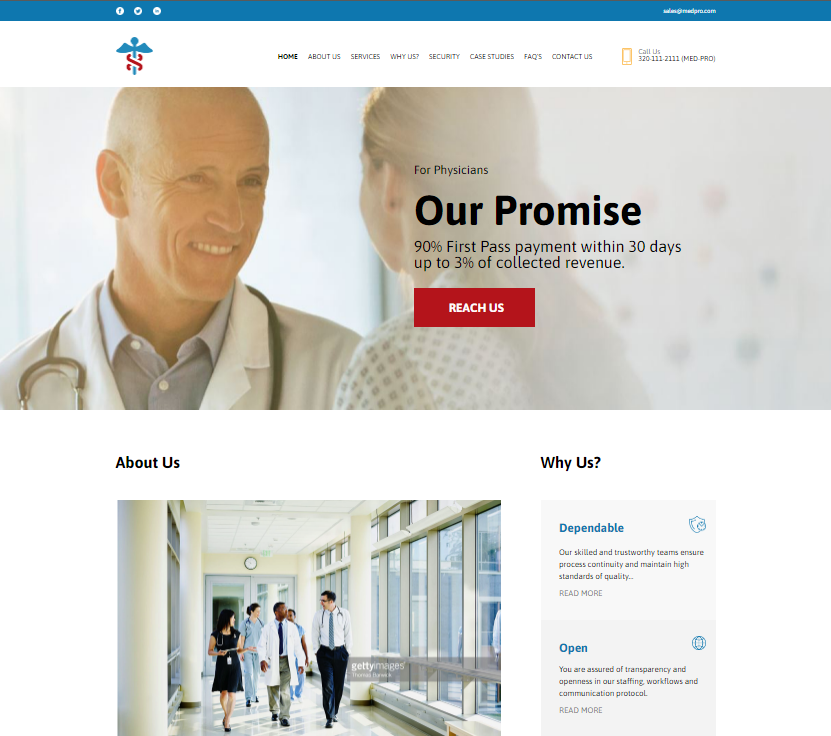 sales@medpro.com
HOME ABOUT US SERVICES WHY US? SECURITY CASE STUDIES FAQ'S CONTACT US
Call Us
320-111-2111 (MED-PRO)
For Physicians
Our Promise
90% First Pass payment within 30 days
up to 3% of collected revenue.
REACH US
About Us
gettyimages
Why Us?
Dependable
Our skilled and trustworthy teams ensure
process continuity and maintain high
standards of quality...
READ MORE
Open
You are assured of transparency and
openness in our staffing, workflows and
communication protocol.
READ MORE